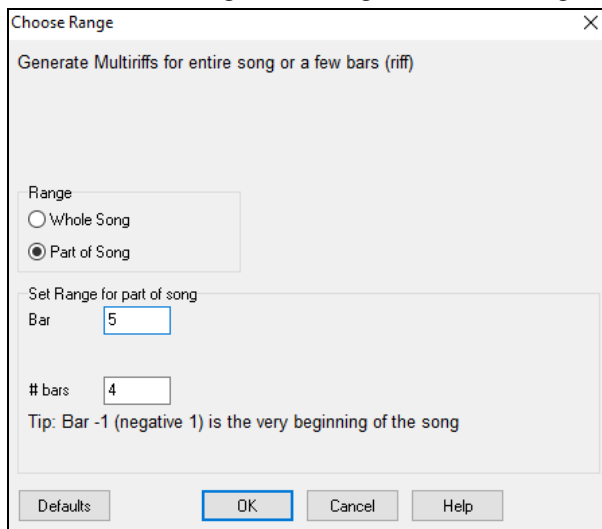 Choose Range
Generate Multiriffs for entire song or a few bars (riff)
Range
Whole Song
Part of Song
Set Range for part of song
Bar 5
# bars 4
Tip: Bar -1 (negative 1) is the very beginning of the song
Defaults OK Cancel Help